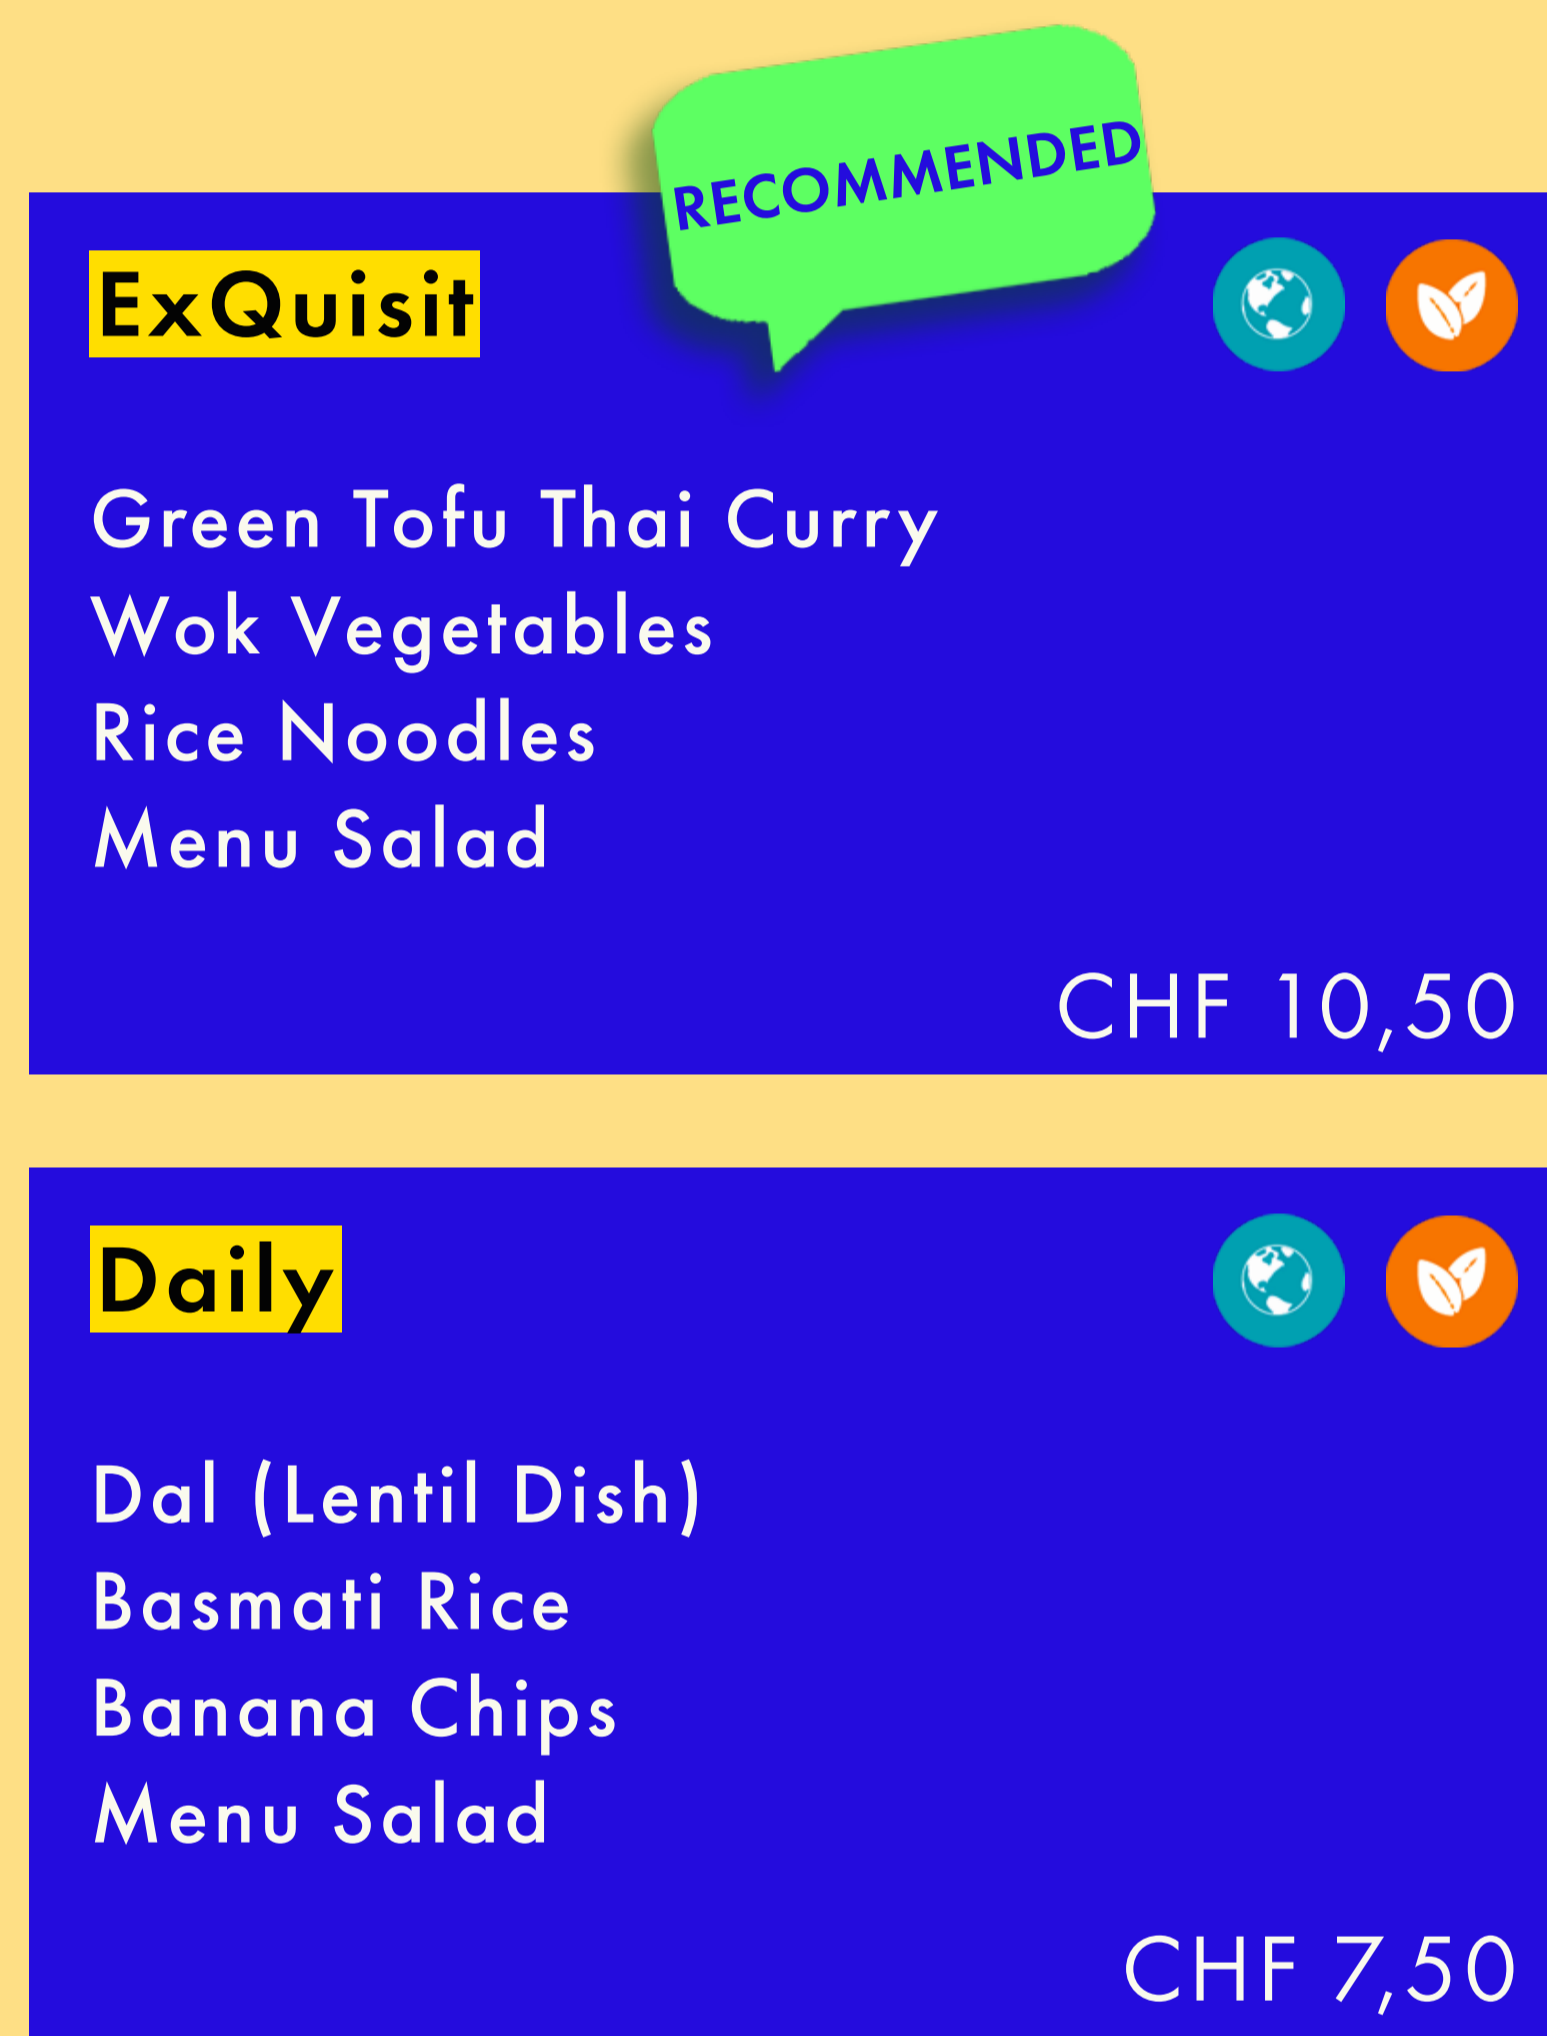 RECOMMENDED
ExQuisit
Green Tofu Thai Curry
Wok Vegetables
Rice Noodles
Menu Salad
CHF 10,50
Daily
Dal (Lentil Dish)
Basmati Rice
Banana Chips
Menu Salad
CHF 7,50